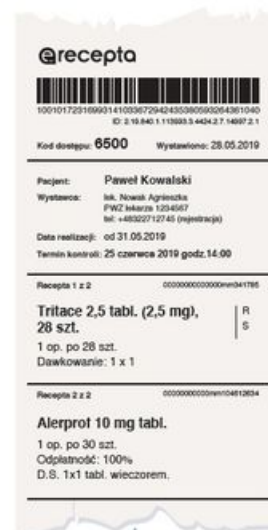 erecepta
ID: 2.19.840.1.113883.3.4424.2.7.14997.2.1
Kod dostępu: 6500 Wystawiono: 28.05.2019
Pacjent: Paweł Kowalski
Wystawca: lek. Nowak Agnieszka
PWZ lekarza 1234567
tel: +48322712745 (rejestracja)
Data realizacji: od 31.05.2019
Termin kontroli: 25 czerwca 2019 godz.14:00
Recepta 1 z 2
Tritace 2,5 tabl. (2,5 mg), R
28 szt. S
1 op. po 28 szt.
Dawkowanie: 1 x 1
Recepta 2 z 2
Alerprof 10 mg tabl.
1 op. po 30 szt.
Odpłatność: 100%
D.S. 1x1 tabl. wieczorem.